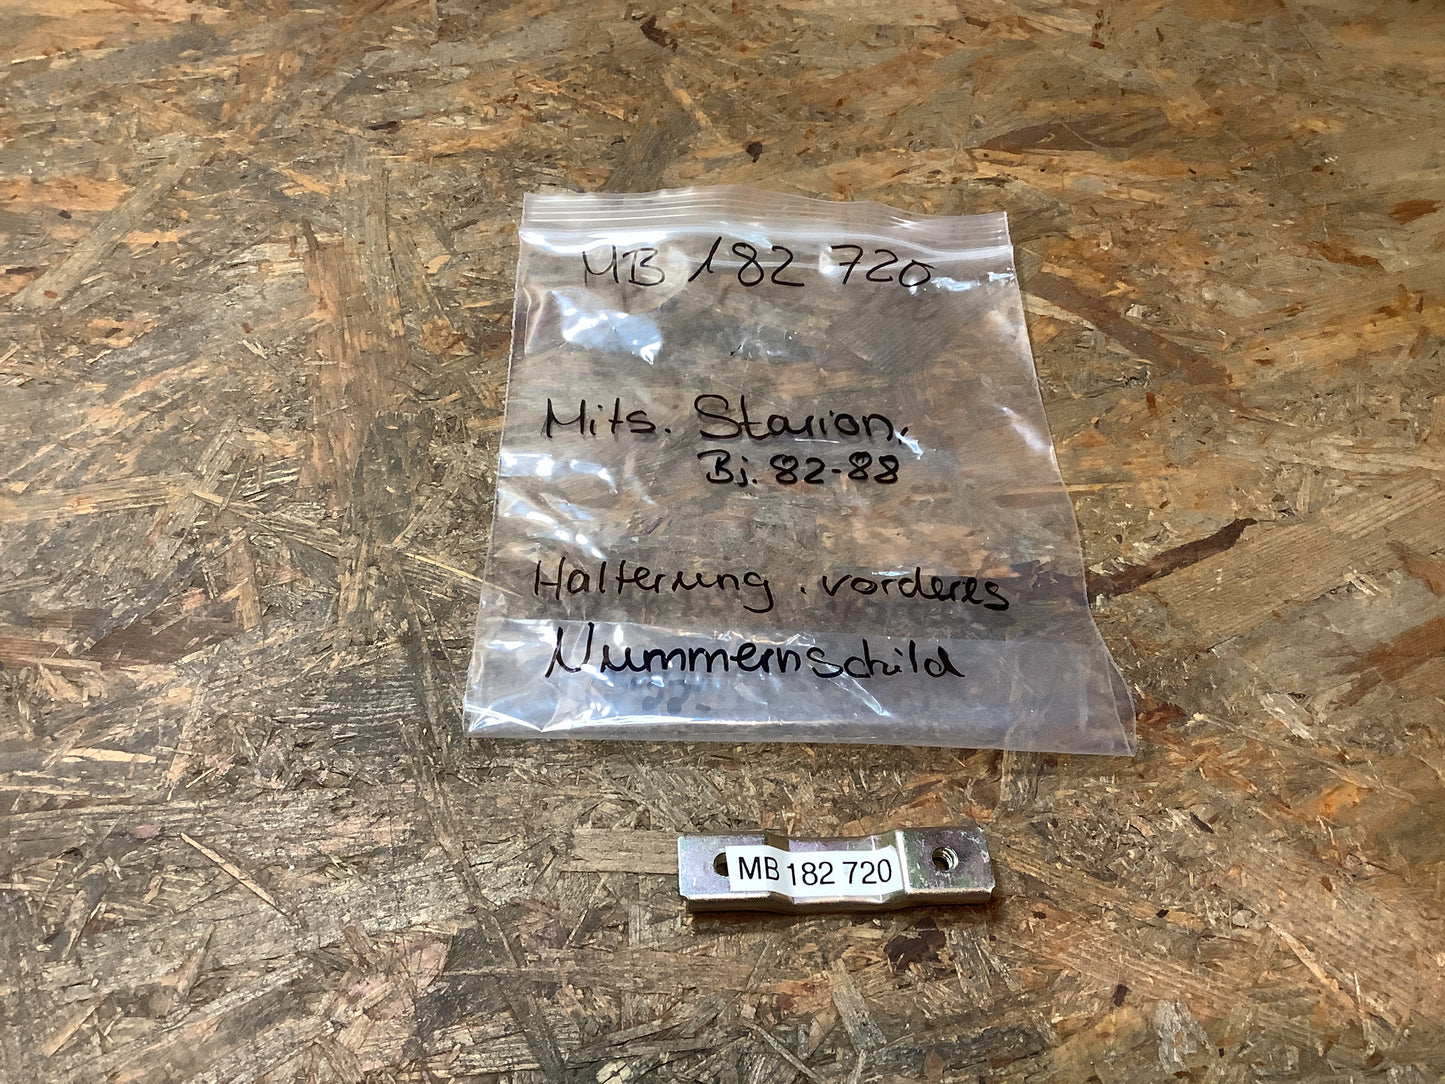 MB 182 720
Mits. Starion.
Bj. 82-88
Halterung . vorderes
Nummernschild
MB 182 720